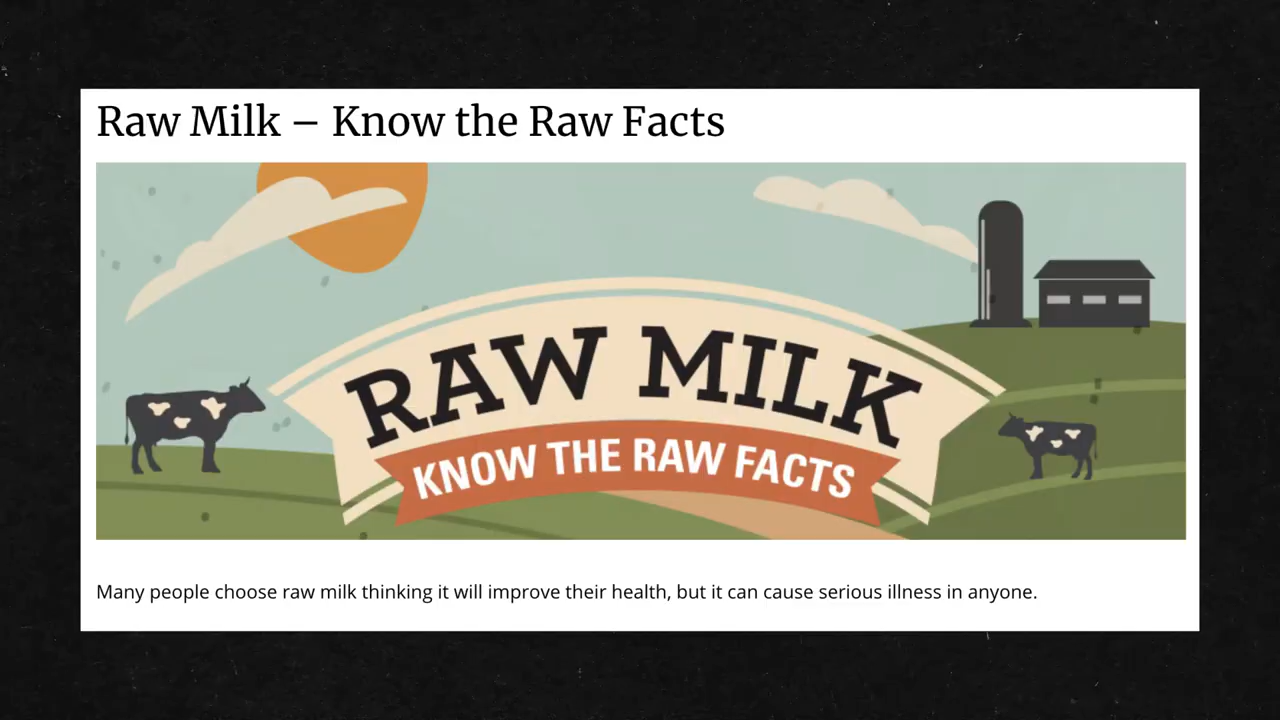 Raw Milk – Know the Raw Facts
RAW MILK
KNOW THE RAW FACTS
Many people choose raw milk thinking it will improve their health, but it can cause serious illness in anyone.